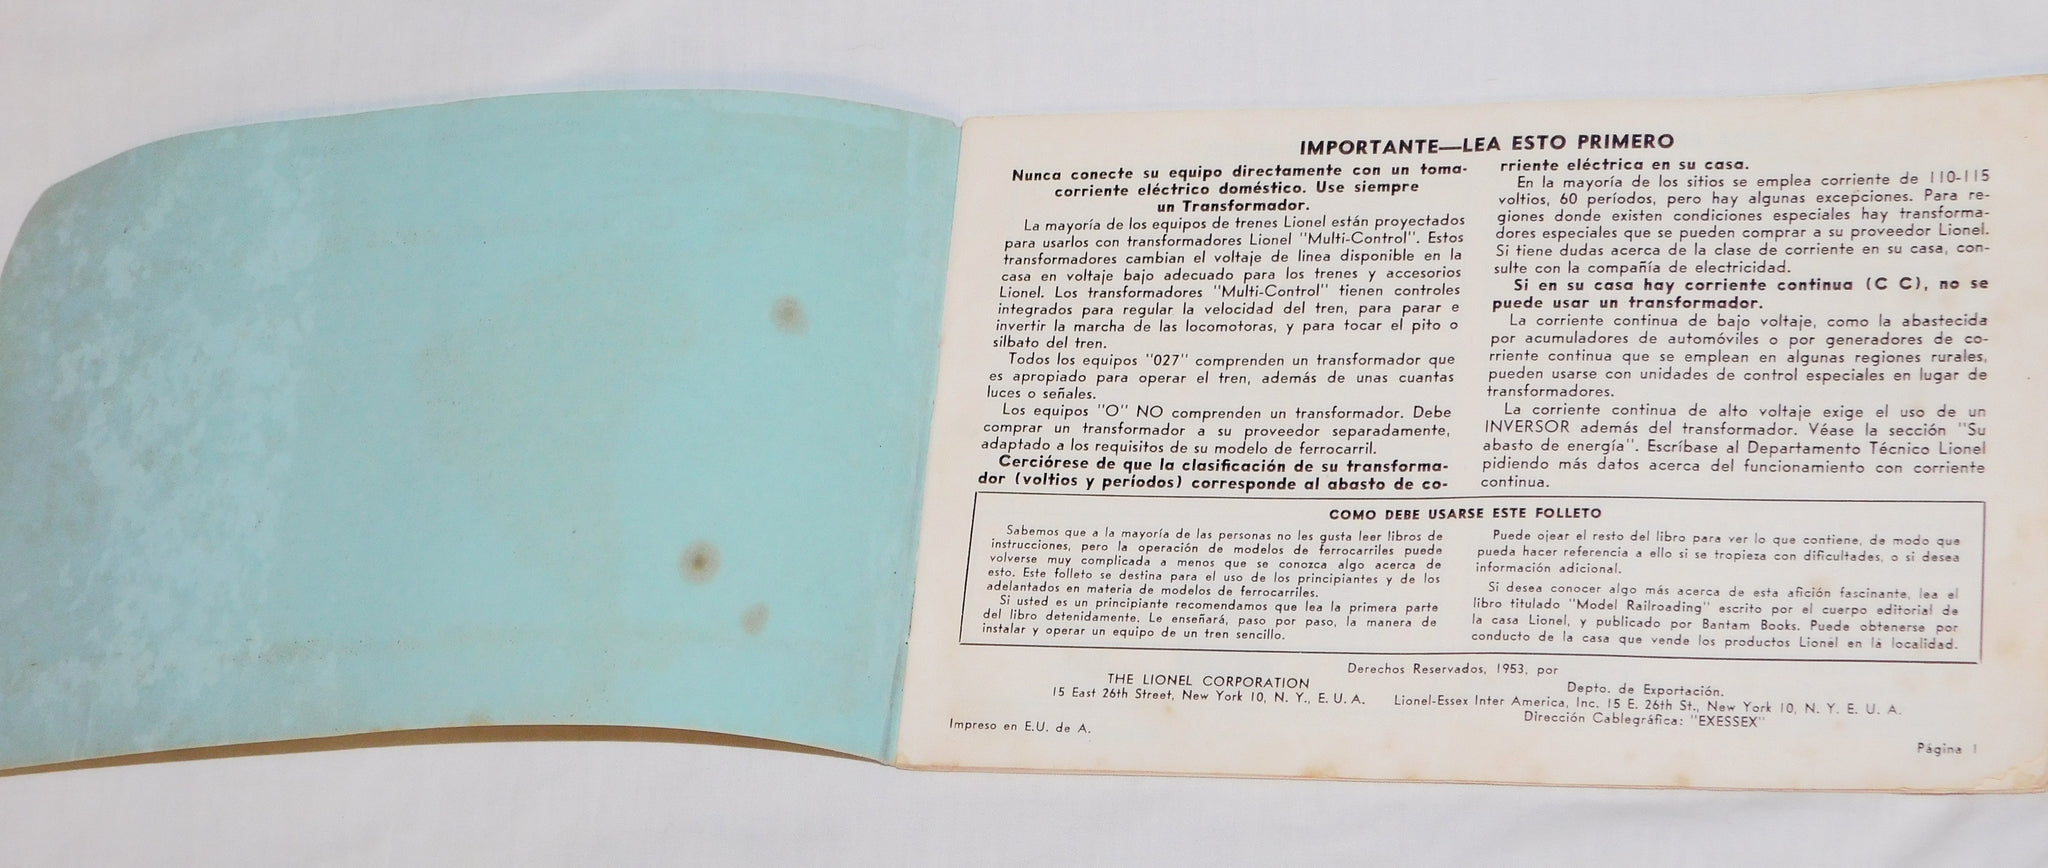 IMPORTANTE—LEA ESTO PRIMERO
Nunca conecte su equipo directamente con un toma-
corriente eléctrico doméstico. Use siempre
un Transformador.
La mayoría de los equipos de trenes Lionel están proyectados
para usarlos con transformadores Lionel "Multi-Control". Estos
transformadores cambian el voltaje de linea disponible en la
casa en voltaje bajo adecuado para los trenes y accesorios
Lionel. Los transformadores "Multi-Control" tienen controles
integrados para regular la velocidad del tren, para parar e
invertir la marcha de las locomotoras, y para tocar el pito o
silbato del tren.
Todos los equipos "027" comprenden un transformador que
es apropiado para operar el tren, además de unas cuantas
luces o señales.
Los equipos "O" NO comprenden un transformador. Debe
comprar un transformador a su proveedor separadamente,
adaptado a los requisitos de su modelo de ferrocarril.
Cerciórese de que la clasificación de su transforma-
dor (voltios y períodos) corresponde al abasto de co-
rriente eléctrica en su casa.
En la mayoría de los sitios se emplea corriente de 110-115
voltios, 60 períodos, pero hay algunas excepciones. Para re-
giones donde existen condiciones especiales hay transforma-
dores especiales que se pueden comprar a su proveedor Lionel.
Si tiene dudas acerca de la clase de corriente en su casa, con-
sulte con la compañía de electricidad.
Si en su casa hay corriente continua (C C), no se
puede usar un transformador.
La corriente continua de bajo voltaje, como la abastecida
por acumuladores de automóviles o por generadores de co-
rriente continua que se emplean en algunas regiones rurales,
pueden usarse con unidades de control especiales en lugar de
transformadores.
La corriente continua de alto voltaje exige el uso de un
INVERSOR además del transformador. Véase la sección "Su
abasto de energía". Escríbase al Departamento Técnico Lionel
pidiendo más datos acerca del funcionamiento con corriente
continua.
COMO DEBE USARSE ESTE FOLLETO
Sabemos que a la mayoría de las personas no les gusta leer libros de
instrucciones, pero la operación de modelos de ferrocarriles puede
volverse muy complicada a menos que se conozca algo acerca de
esto. Este folleto se destina para el uso de los principiantes y de los
adelantados en materia de modelos de ferrocarriles.
Si usted es un principiante recomendamos que lea la primera parte
del libro detenidamente. Le enseñará, paso por paso, la manera de
instalar y operar un equipo de un tren sencillo.
Puede ojear el resto del libro para ver lo que contiene, de modo que
pueda hacer referencia a ello si se tropieza con dificultades, o si desea
información adicional.
Si desea conocer algo más acerca de esta afición fascinante, lea el
libro titulado "Model Railroading" escrito por el cuerpo editorial de
la casa Lionel, y publicado por Bantam Books. Puede obtenerse por
conducto de la casa que vende los productos Lionel en la localidad.
Derechos Reservados, 1953, por
THE LIONEL CORPORATION
15 East 26th Street, New York 10, N. Y., E. U. A.
Depto. de Exportación.
Lionel-Essex Inter America, Inc. 15 E. 26th St., New York 10, N. Y. E. U. A.
Dirección Cablegráfica: "EXESSEX"
Impreso en E.U. de A.
Página 1